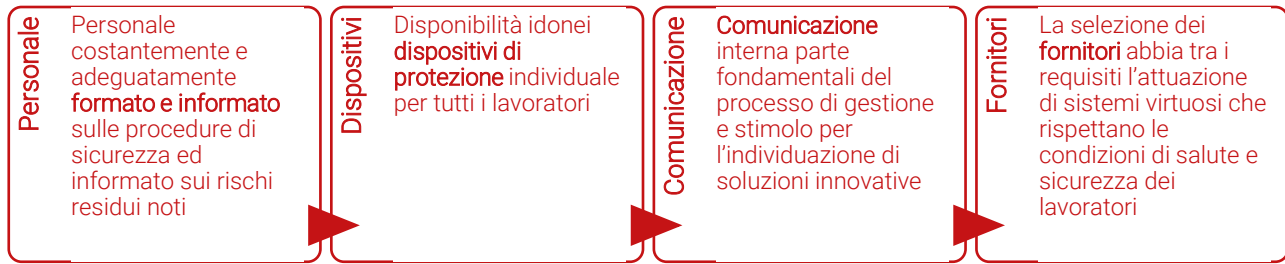 Personale
Personale
costantemente e
adeguatamente
formato e informato
sulle procedure di
sicurezza ed
informato sui rischi
residui noti
Dispositivi
Disponibilità idonei
dispositivi di
protezione individuale
per tutti i lavoratori
Comunicazione
Comunicazione
interna parte
fondamentali del
processo di gestione
e stimolo per
l’individuazione di
soluzioni innovative
Fornitori
La selezione dei
fornitori abbia tra i
requisiti l’attuazione
di sistemi virtuosi che
rispettano le
condizioni di salute e
sicurezza dei
lavoratori